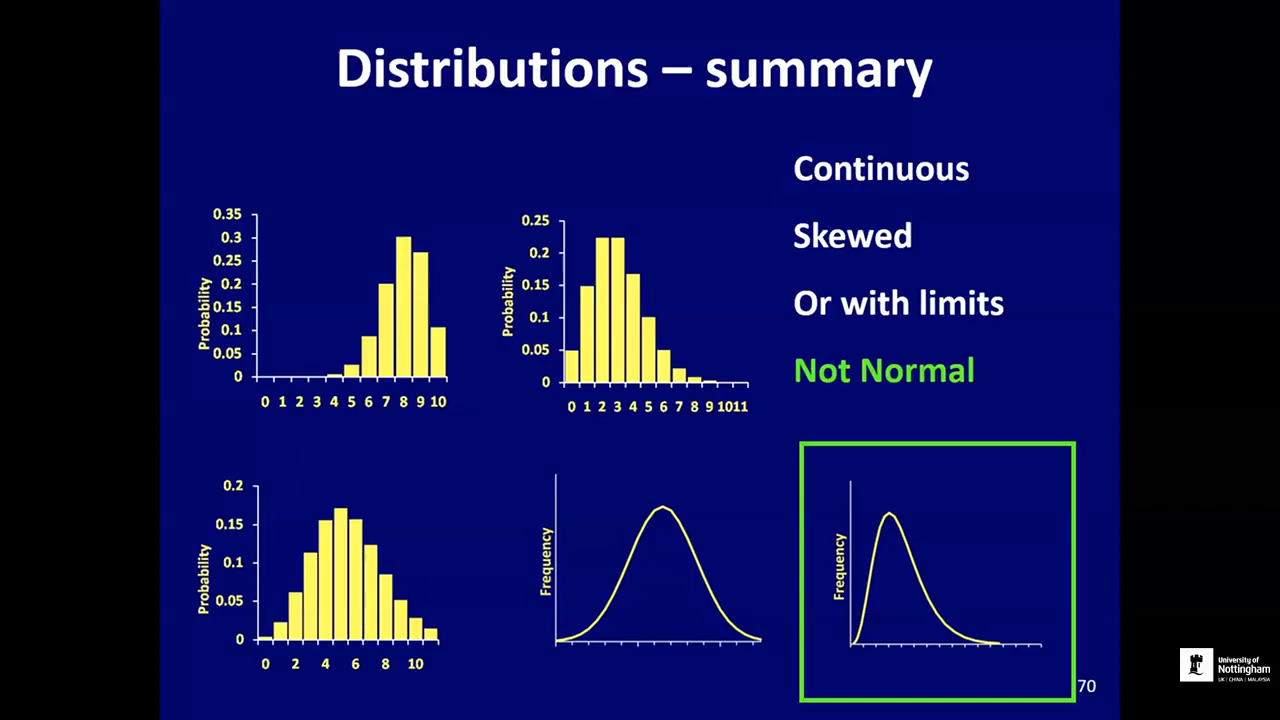 Distributions – summary
Continuous
Skewed
Or with limits
Not Normal
Probability
0.35
0.3
0.25
0.2
0.15
0.1
0.05
0
0 1 2 3 4 5 6 7 8 9 10
Probability
0.25
0.2
0.15
0.1
0.05
0
0 1 2 3 4 5 6 7 8 9 1011
Probability
0.2
0.15
0.1
0.05
0
0 2 4 6 8 10
Frequency
Frequency
70
University of
Nottingham
UK | CHINA | MALAYSIA